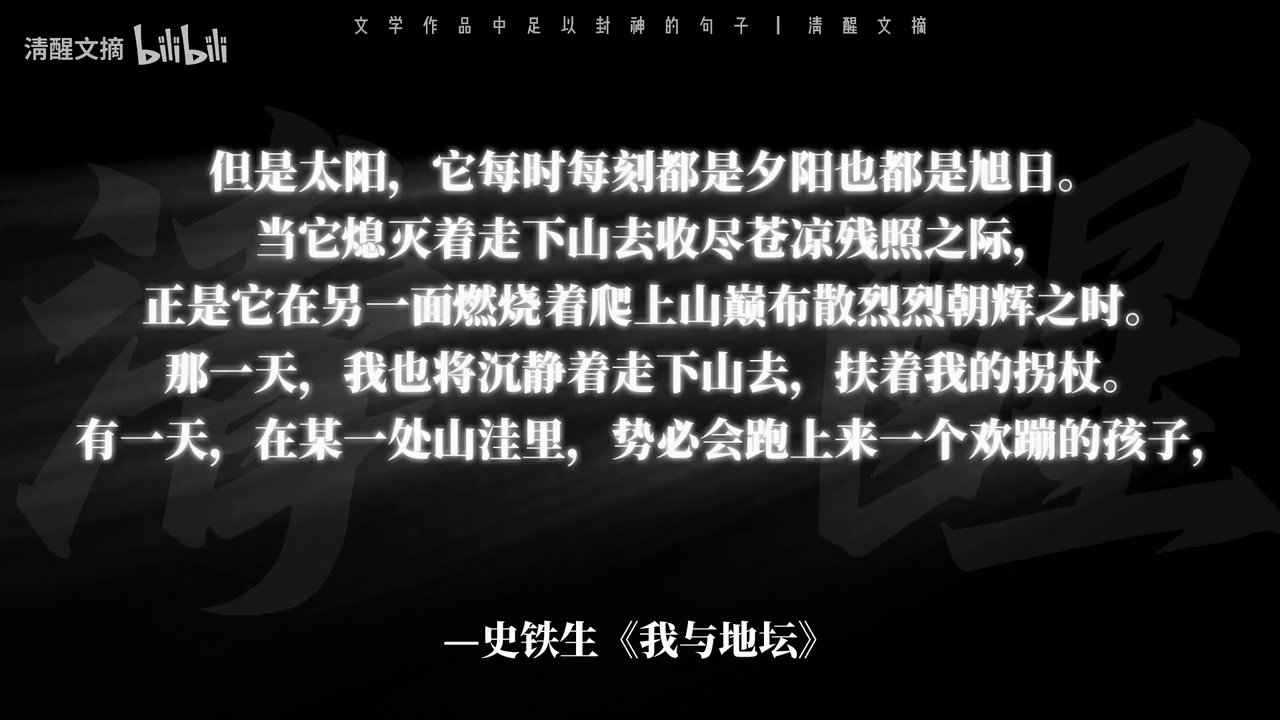 文学作品中足以封神的句子|清醒文摘
清醒文摘 bilibili
清醒
但是太阳，它每时每刻都是夕阳也都是旭日。
当它熄灭着走下山去收尽苍凉残照之际，
正是它在另一面燃烧着爬上山巅布散烈烈朝辉之时。
那一天，我也将沉静着走下山去，扶着我的拐杖。
有一天，在某一处山洼里，势必会跑上来一个欢蹦的孩子，
—史铁生《我与地坛》